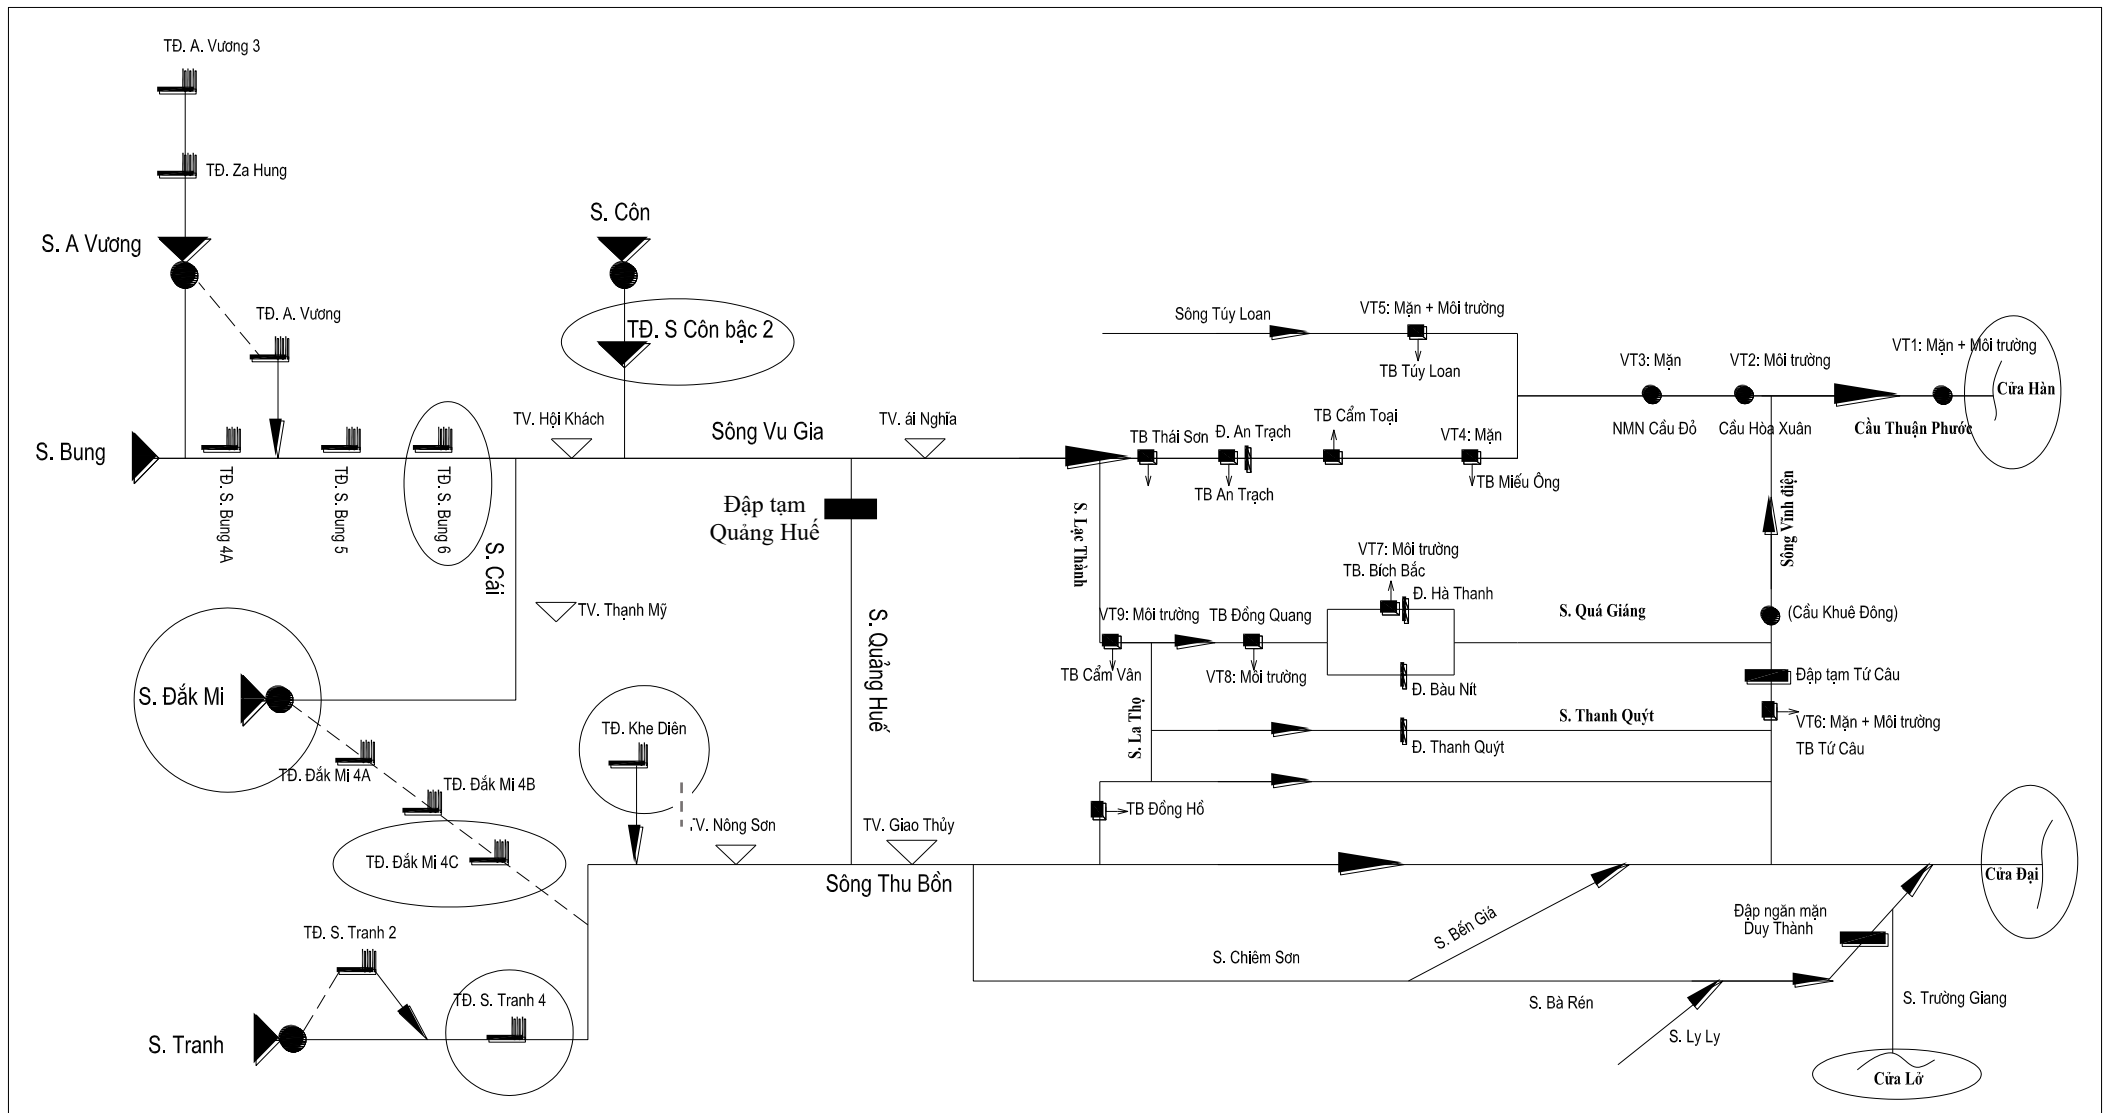 TĐ. A. Vương 3
TĐ. Za Hung
S. Côn
S. A Vương
TĐ. A. Vương
TĐ. S Côn bậc 2
Sông Túy Loan
VT5: Mặn + Môi trường
TB Túy Loan
VT3: Mặn
VT2: Môi trường
VT1: Mặn + Môi trường
Cửa Hàn
NMN Cầu Đỏ
Cầu Hòa Xuân
Cầu Thuận Phước
TV. Hội Khách
Sông Vu Gia
TV. ái Nghĩa
TB Thái Sơn
Đ. An Trạch
TB Cẩm Toại
VT4: Mặn
S. Bung
TB An Trạch
TB Miếu Ông
TĐ. S. Bung 4A
TĐ. S. Bung 5
TĐ. S. Bung 6
Đập tạm
Quảng Huế
S. Lạc Thành
Sông Vĩnh điện
S. Cái
VT7: Môi trường
TB. Bích Bắc
Đ. Hà Thanh
TV. Thạnh Mỹ
S. Quảng Huế
VT9: Môi trường
TB Đồng Quang
S. Quá Giáng
(Cầu Khuê Đông)
TB Cẩm Vân
VT8: Môi trường
Đ. Bàu Nít
Đập tạm Tứ Câu
S. Đắk Mi
S. La Thọ
S. Thanh Quýt
VT6: Mặn + Môi trường
TB Tứ Câu
TĐ. Khe Diên
Đ. Thanh Quýt
TĐ. Đắk Mi 4A
TĐ. Đắk Mi 4B
TB Đồng Hồ
TV. Nông Sơn
TV. Giao Thủy
TĐ. Đắk Mi 4C
Sông Thu Bồn
Cửa Đại
S. Bến Giá
Đập ngăn mặn
Duy Thành
TĐ. S. Tranh 2
S. Chiêm Sơn
TĐ. S. Tranh 4
S. Bà Rén
S. Trường Giang
S. Tranh
S. Ly Ly
Cửa Lở